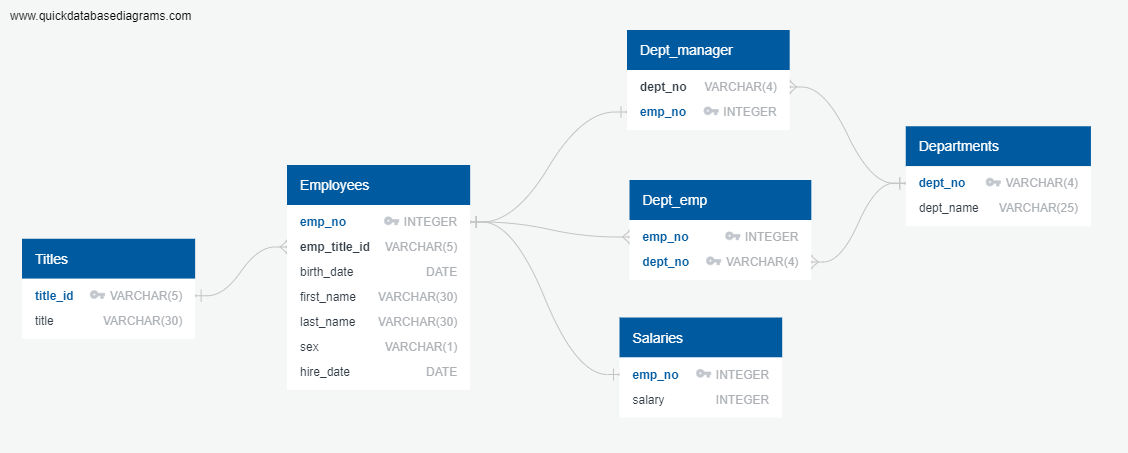 www.quickdatabasediagrams.com
Titles
title_id VARCHAR(5)
title VARCHAR(30)
Employees
emp_no INTEGER
emp_title_id VARCHAR(5)
birth_date DATE
first_name VARCHAR(30)
last_name VARCHAR(30)
sex VARCHAR(1)
hire_date DATE
Dept_manager
dept_no VARCHAR(4)
emp_no INTEGER
Dept_emp
emp_no INTEGER
dept_no VARCHAR(4)
Salaries
emp_no INTEGER
salary INTEGER
Departments
dept_no VARCHAR(4)
dept_name VARCHAR(25)